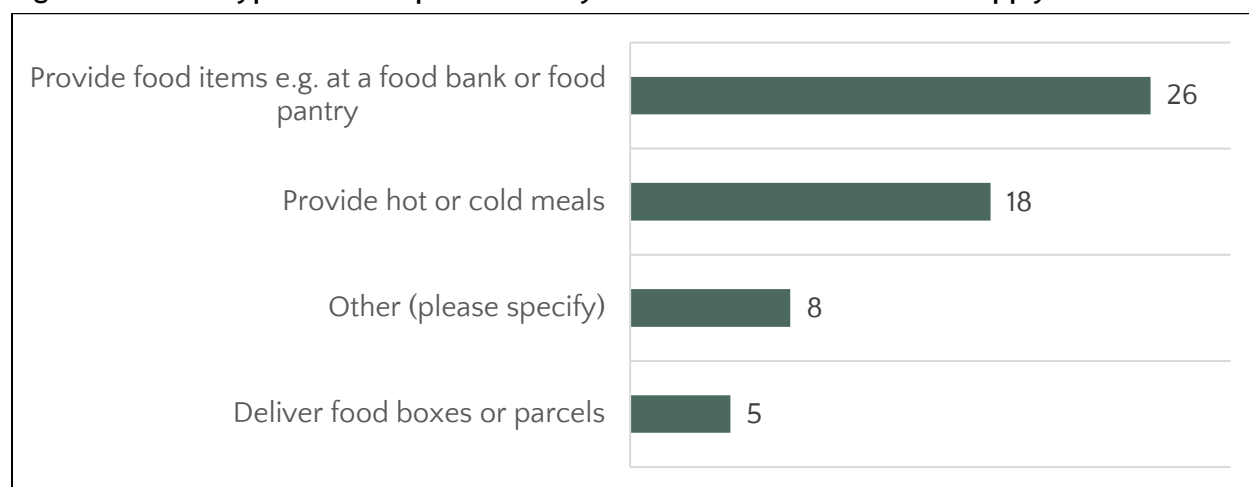 Provide food items e.g. at a food bank or food
pantry
26
Provide hot or cold meals
18
Other (please specify)
8
Deliver food boxes or parcels
5